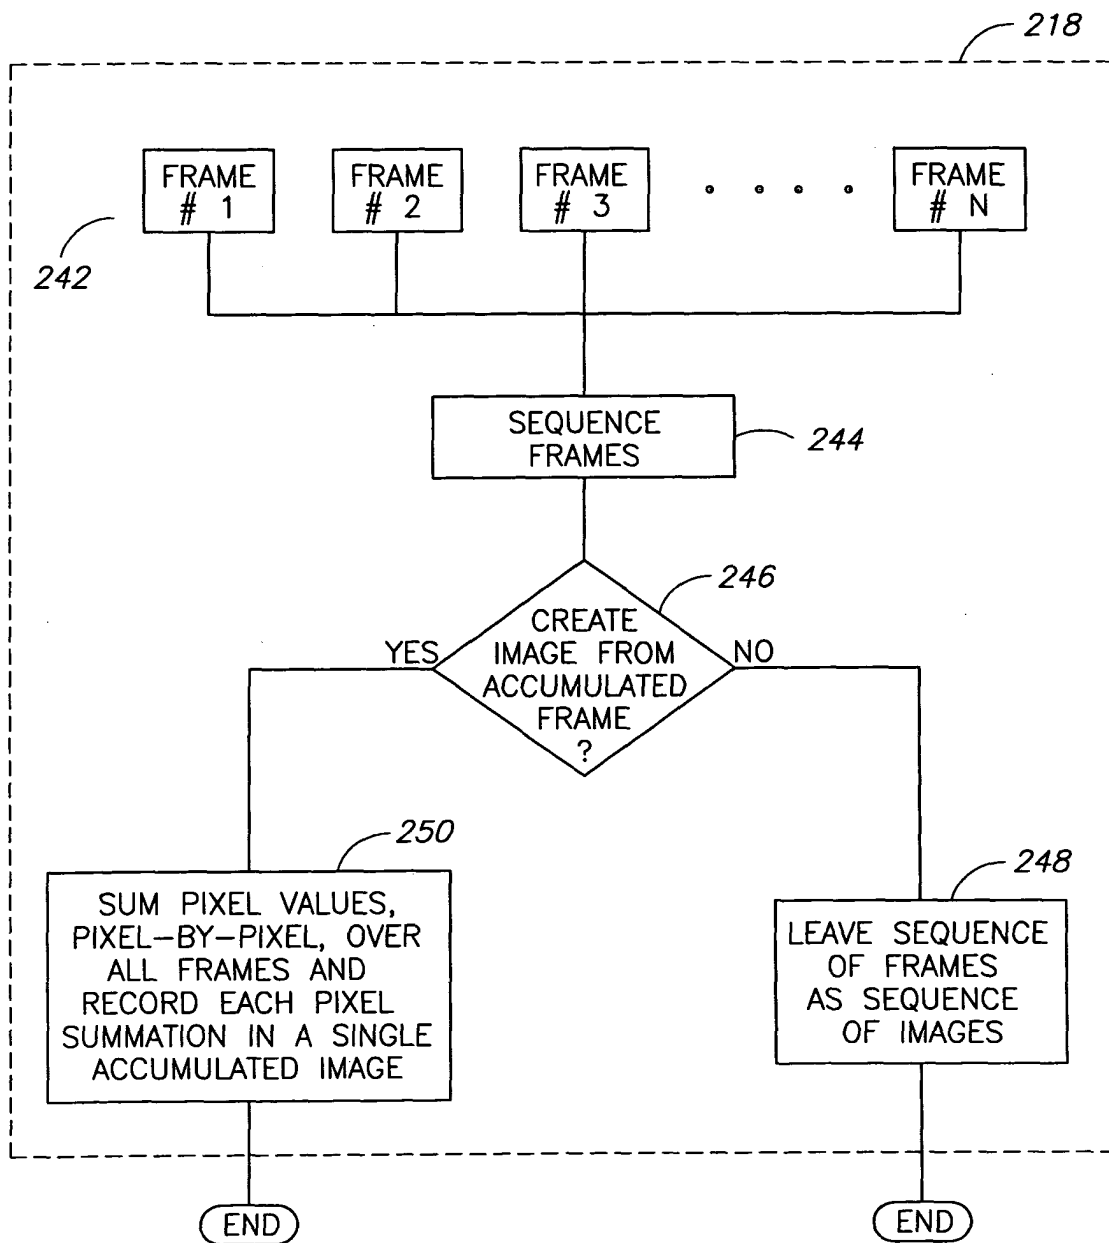 218
FRAME
# 1
FRAME
# 2
FRAME
# 3
FRAME
# N
242
SEQUENCE
FRAMES
244
246
CREATE
IMAGE FROM
ACCUMULATED
FRAME
?
YES
NO
250
SUM PIXEL VALUES,
PIXEL-BY-PIXEL, OVER
ALL FRAMES AND
RECORD EACH PIXEL
SUMMATION IN A SINGLE
ACCUMULATED IMAGE
248
LEAVE SEQUENCE
OF FRAMES
AS SEQUENCE
OF IMAGES
END
END